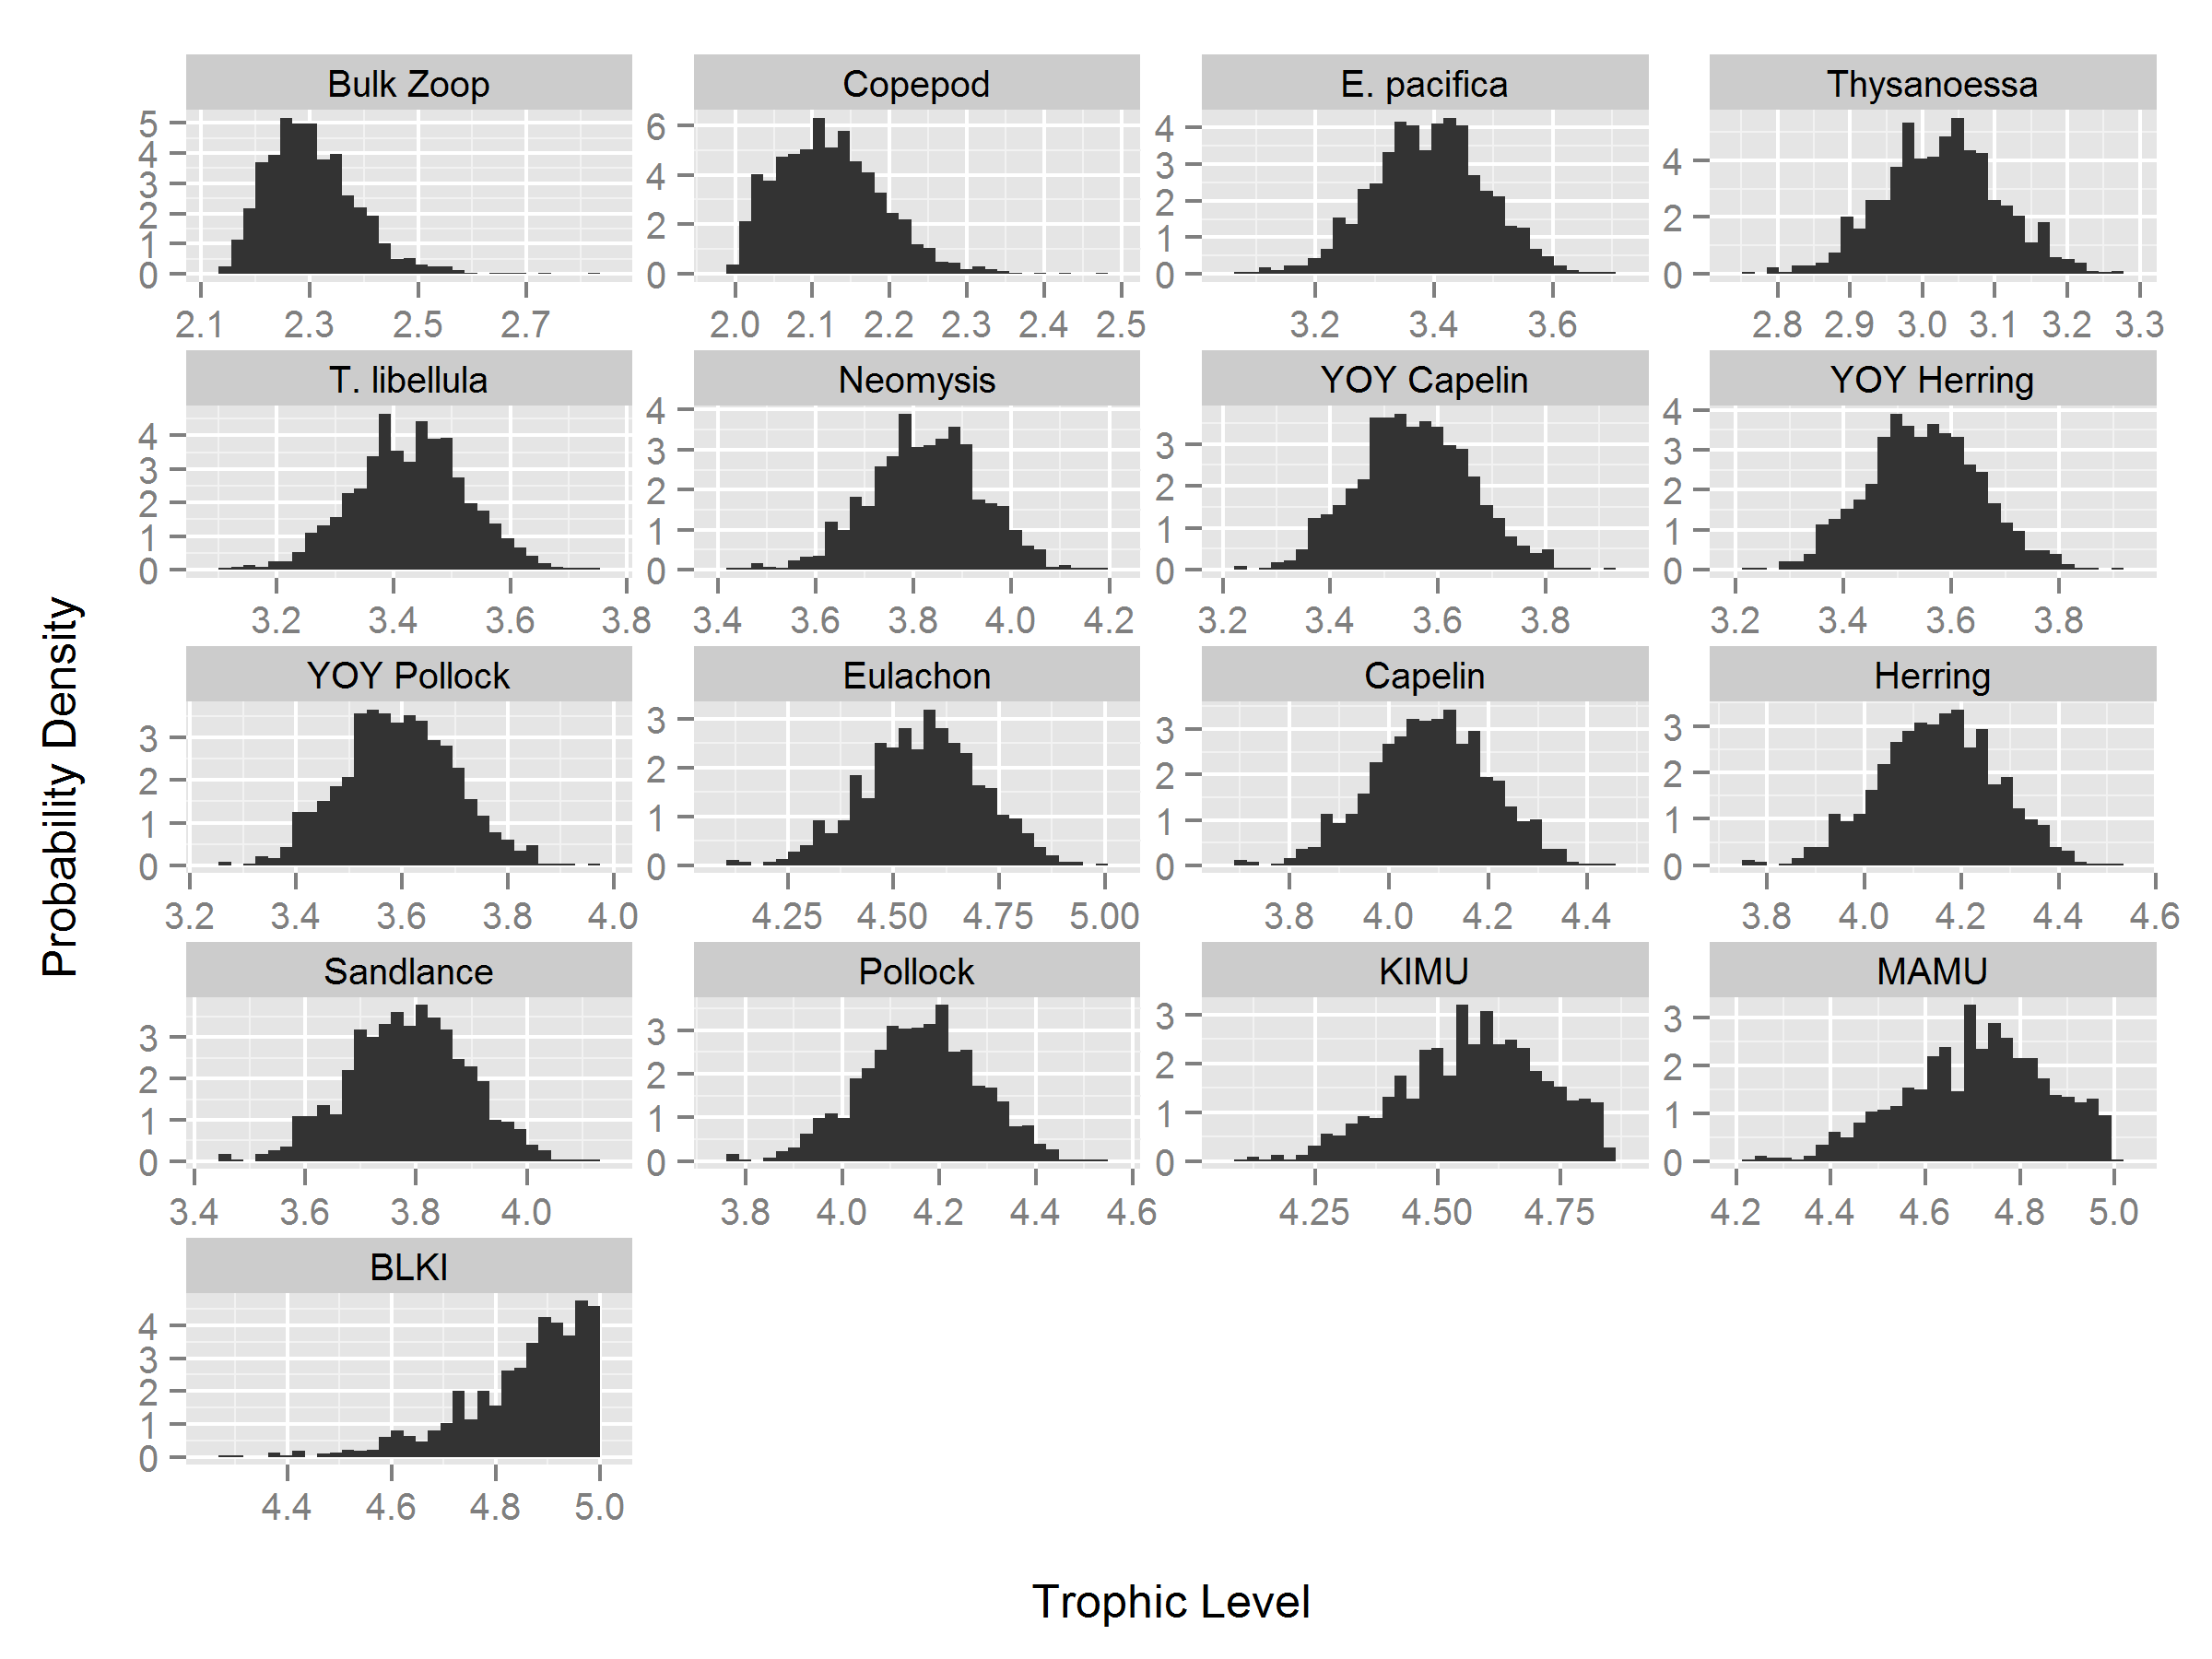 Bulk Zoop Copepod E. pacifica Thysanoessa
5 4 3 2 1 0 6 4 2 0 4 3 2 1 0 4 2 0
2.1 2.3 2.5 2.7 2.0 2.1 2.2 2.3 2.4 2.5 3.2 3.4 3.6 2.8 2.9 3.0 3.1 3.2 3.3
T. libellula Neomysis YOY Capelin YOY Herring
4 3 2 1 0 4 3 2 1 0 3 2 1 0 4 3 2 1 0
3.2 3.4 3.6 3.8 3.4 3.6 3.8 4.0 4.2 3.2 3.4 3.6 3.8 3.2 3.4 3.6 3.8
YOY Pollock Eulachon Capelin Herring
3 2 1 0 3 2 1 0 3 2 1 0 3 2 1 0
3.2 3.4 3.6 3.8 4.0 4.25 4.50 4.75 5.00 3.8 4.0 4.2 4.4 3.8 4.0 4.2 4.4 4.6
Sandlance Pollock KIMU MAMU
3 2 1 0 3 2 1 0 3 2 1 0 3 2 1 0
3.4 3.6 3.8 4.0 3.8 4.0 4.2 4.4 4.6 4.25 4.50 4.75 4.2 4.4 4.6 4.8 5.0
BLKI
4 3 2 1 0
4.4 4.6 4.8 5.0
Probability Density
Trophic Level